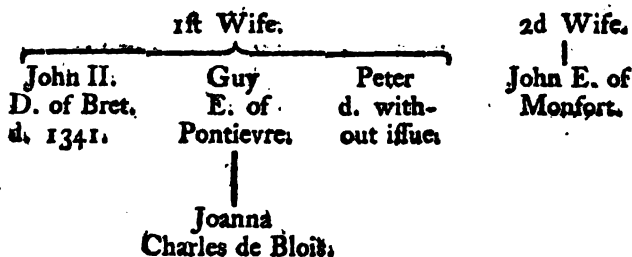 1ſt Wife. 2d Wife.
John II. Guy Peter John E. of
D. of Bret. E. of d. with- Monfort.
d. 1341. Pontievre. out iſſue.
Joanna
Charles de Blois.